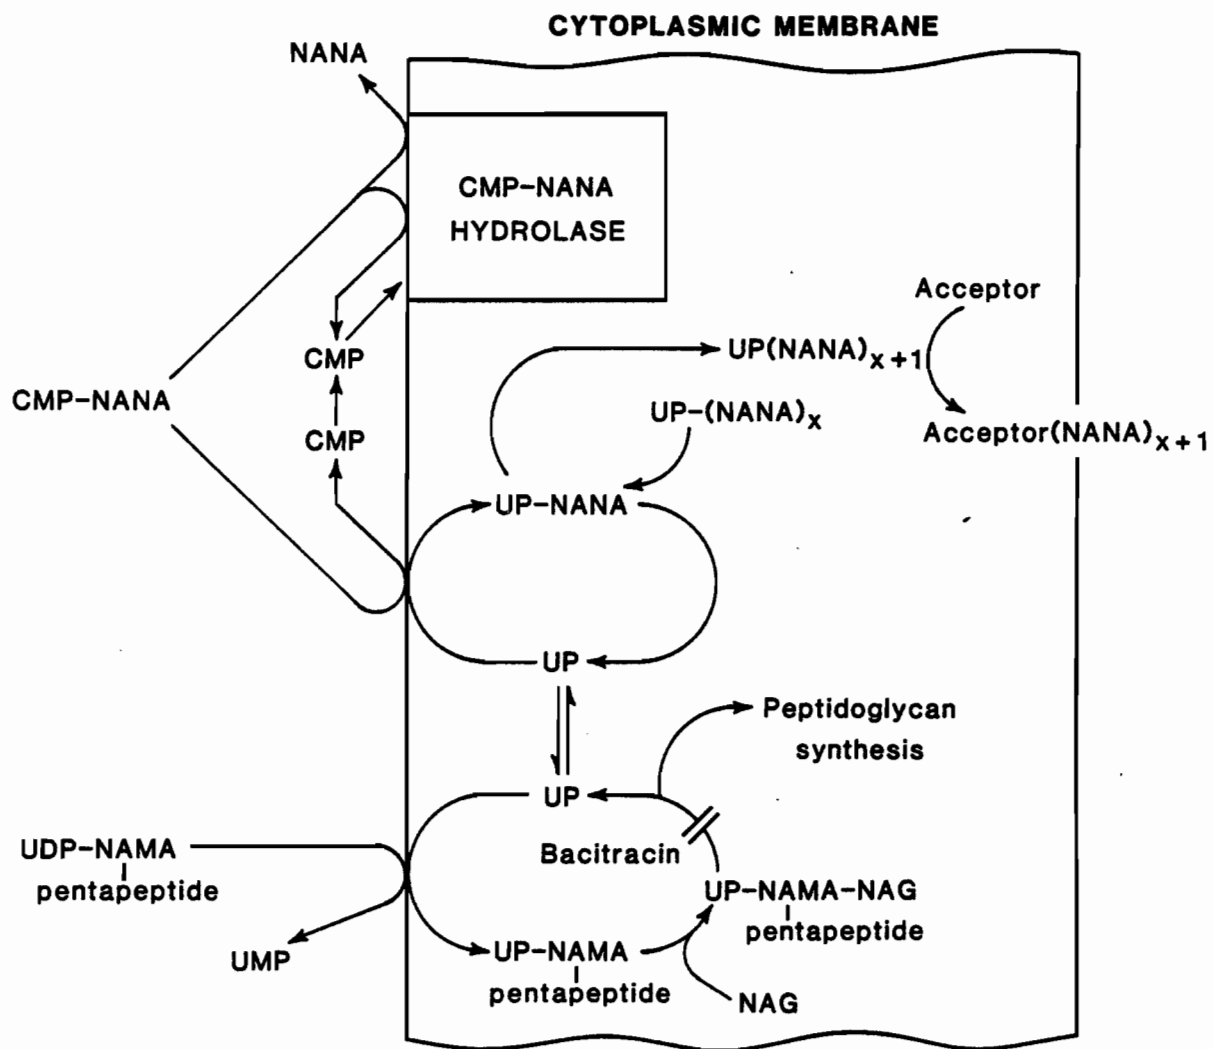 CYTOPLASMIC MEMBRANE
NANA
CMP-NANA
HYDROLASE
Acceptor
CMP
UP(NANA)x+1
CMP-NANA
UP-(NANA)x
CMP
Acceptor(NANA)x+1
UP-NANA
UP
Peptidoglycan
synthesis
UP
UDP-NAMA
pentapeptide
Bacitracin
UP-NAMA-NAG
pentapeptide
UMP
UP-NAMA
pentapeptide
NAG